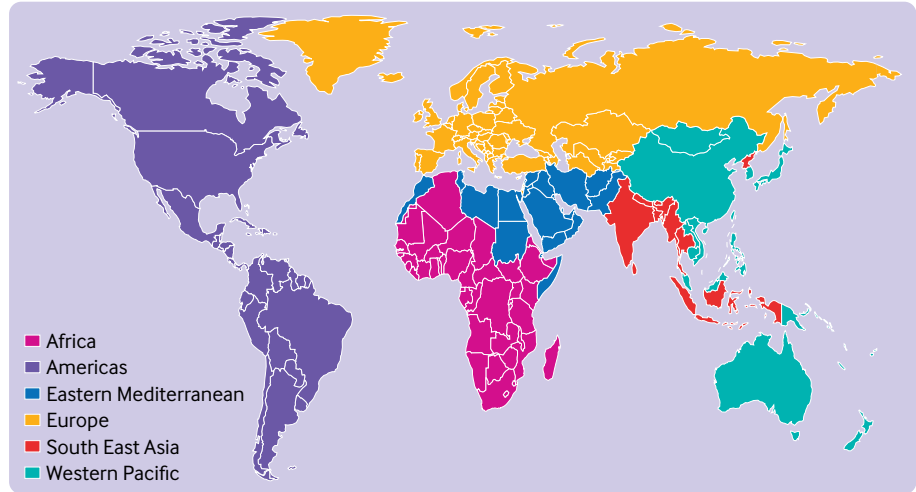 Africa
Americas
Eastern Mediterranean
Europe
South East Asia
Western Pacific